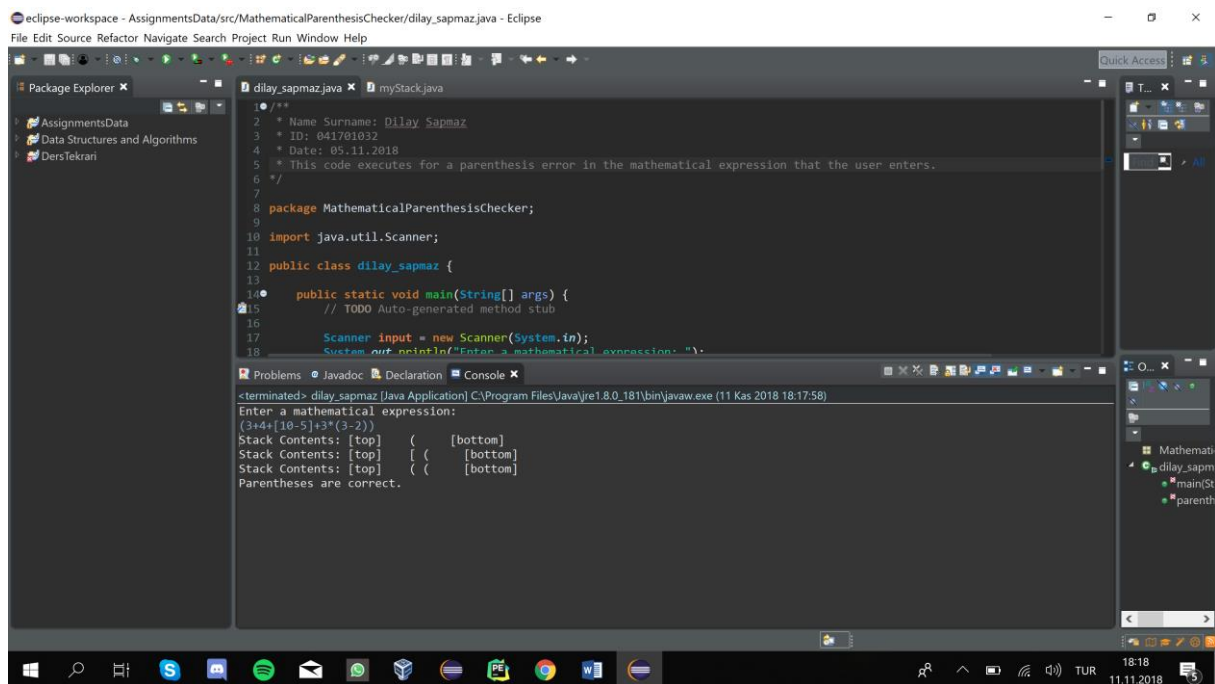 eclipse-workspace - AssignmentsData/src/MathematicalParenthesisChecker/dilay_sapmaz.java - Eclipse
File Edit Source Refactor Navigate Search Project Run Window Help
Quick Access
Package Explorer
AssignmentsData
Data Structures and Algorithms
DersTekrari
dilay_sapmaz.java myStack.java
1 /**
2 * Name Surname: Dilay Sapmaz
3 * ID: 041701032
4 * Date: 05.11.2018
5 * This code executes for a parenthesis error in the mathematical expression that the user enters.
6 */
7
8 package MathematicalParenthesisChecker;
9
10 import java.util.Scanner;
11
12 public class dilay_sapmaz {
13
14 public static void main(String[] args) {
15 // TODO Auto-generated method stub
16
17 Scanner input = new Scanner(System.in);
18 System.out.println("Enter a mathematical expression: ");
T...
Find All
Problems @ Javadoc Declaration Console
<terminated> dilay_sapmaz [Java Application] C:\Program Files\Java\jre1.8.0_181\bin\javaw.exe (11 Kas 2018 18:17:58)
Enter a mathematical expression:
(3+4+[10-5]+3*(3-2))
Stack Contents: [top] ( [bottom]
Stack Contents: [top] [ ( [bottom]
Stack Contents: [top] ( ( [bottom]
Parentheses are correct.
O...
Mathemati
dilay_sapm
main(St
parenth
TUR
18:18
11.11.2018
5